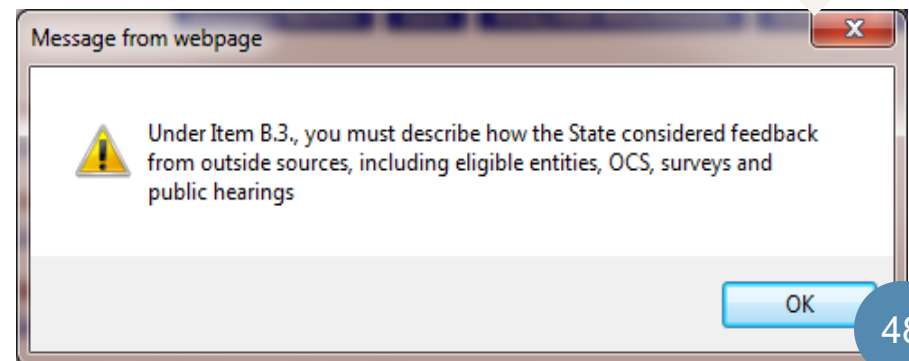 Message from webpage
Under Item B.3., you must describe how the State considered feedback
from outside sources, including eligible entities, OCS, surveys and
public hearings
OK
48